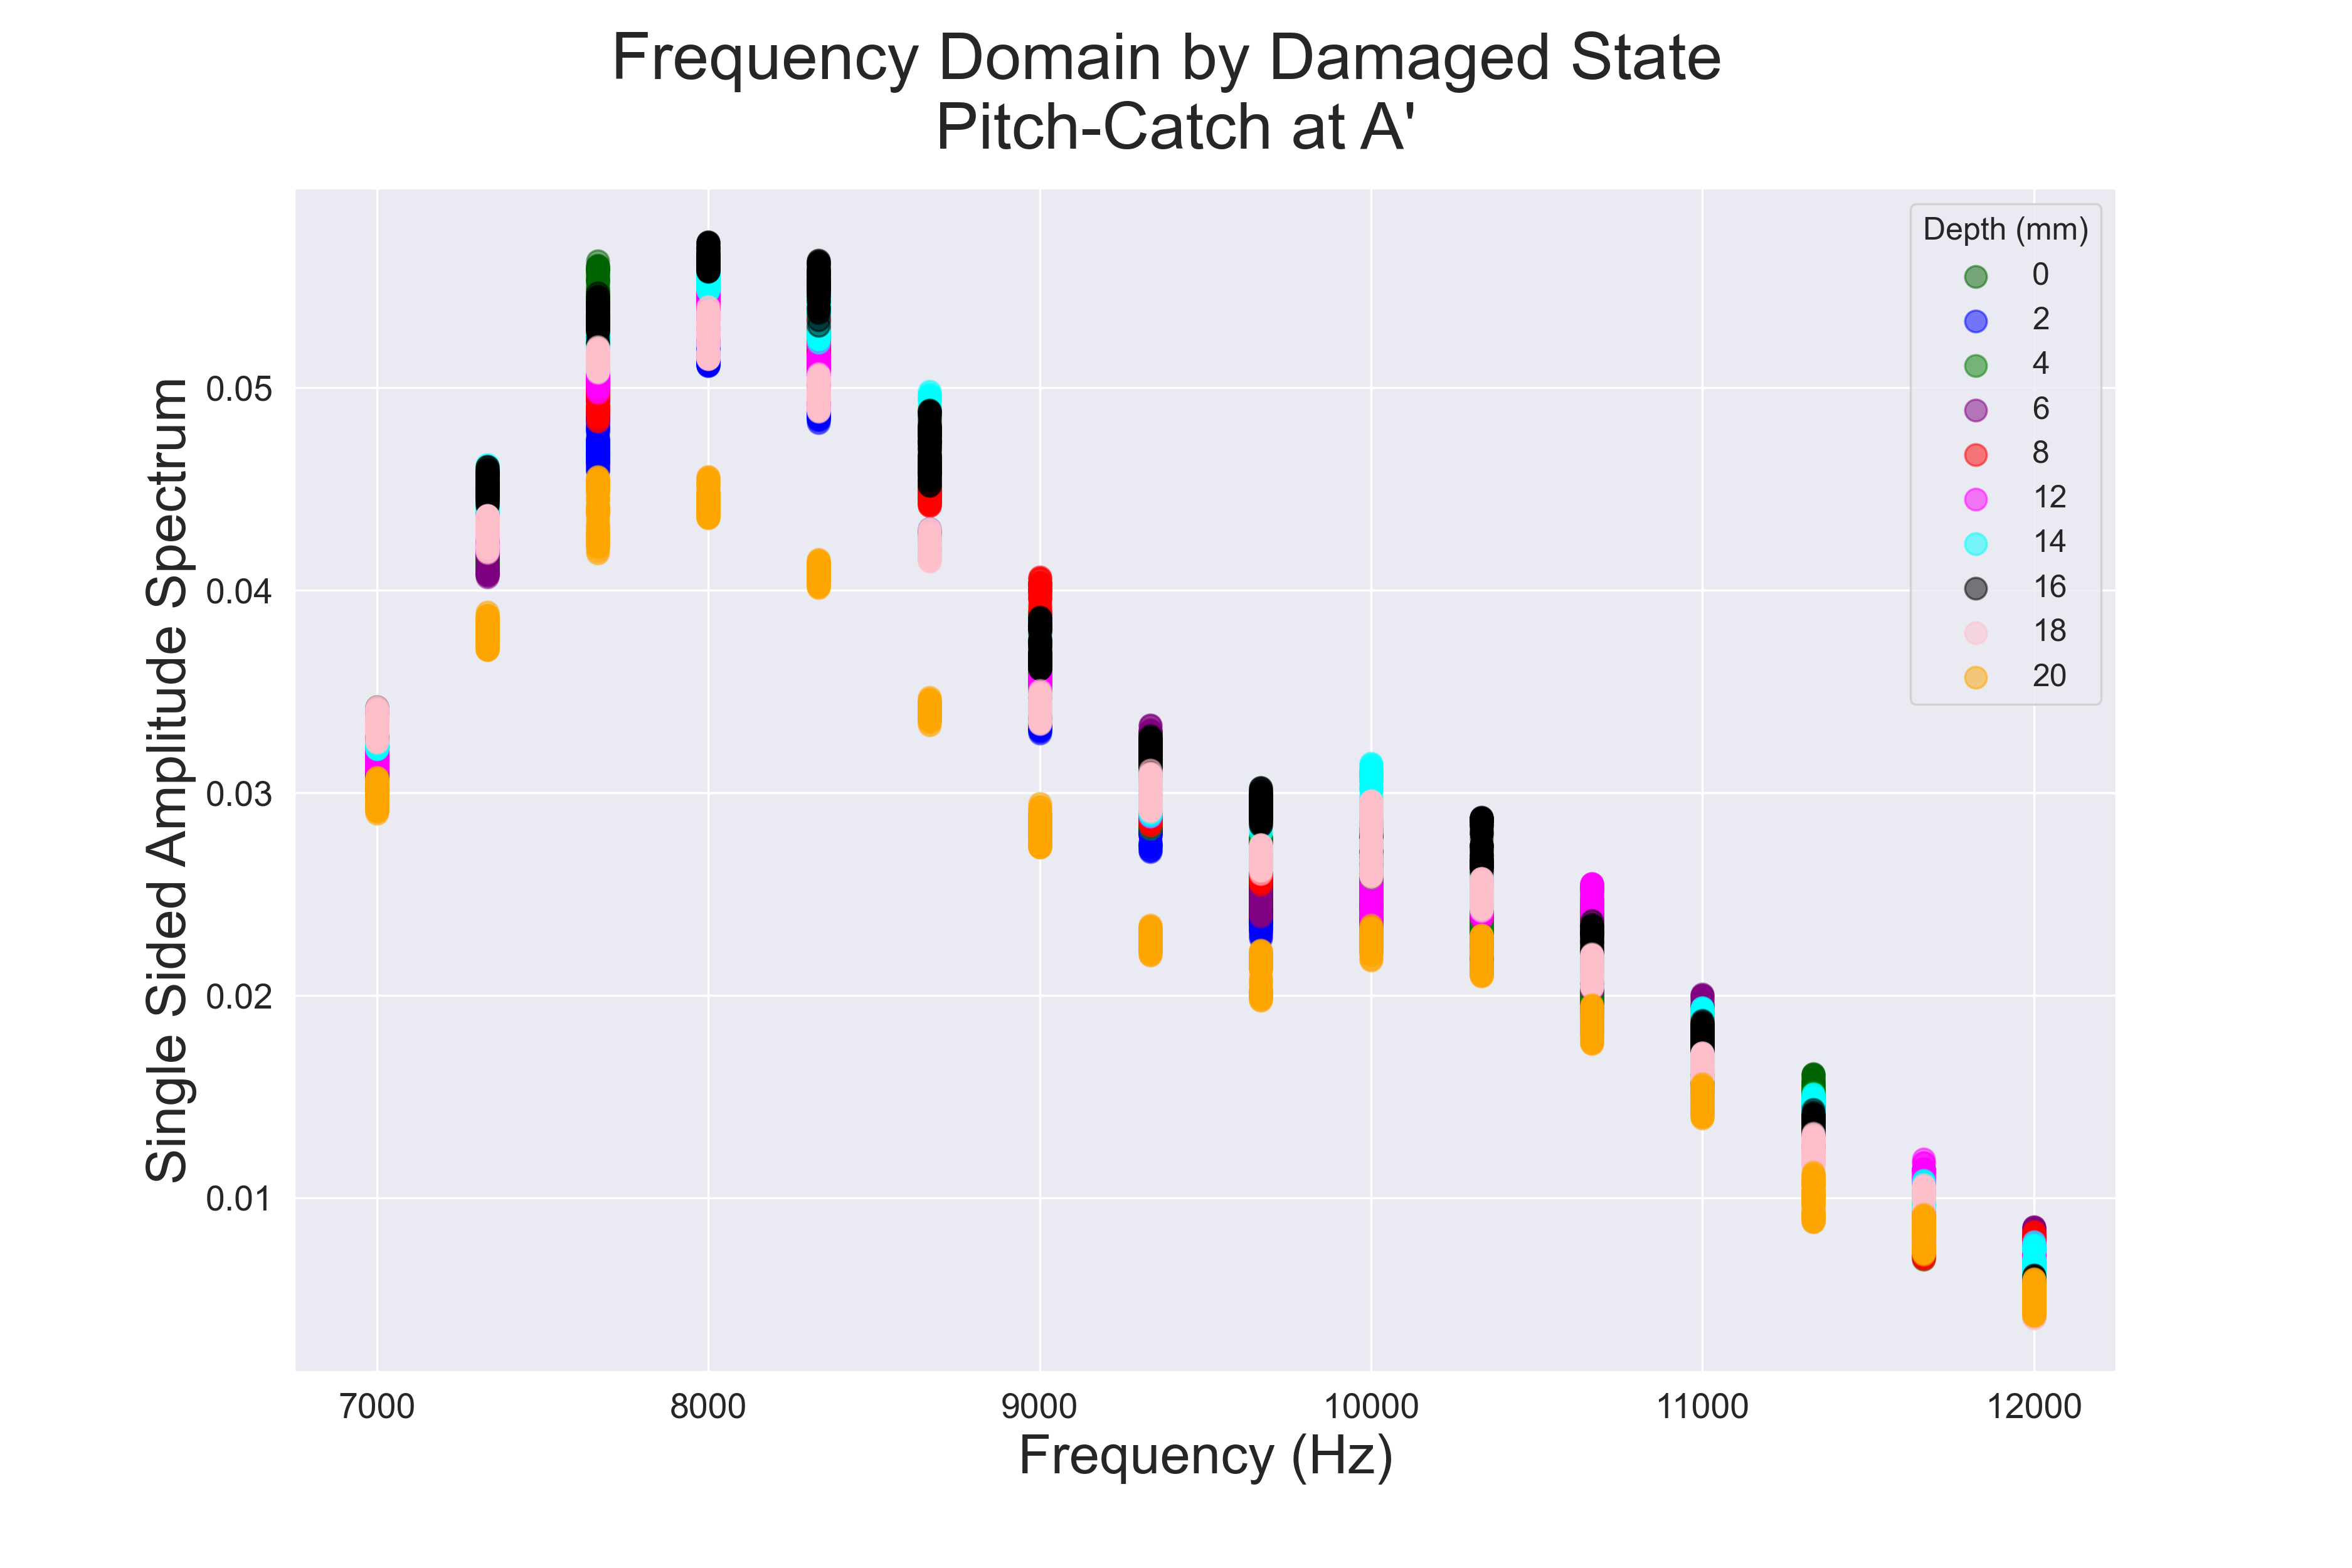 Frequency Domain by Damaged State
Pitch-Catch at A'
Single Sided Amplitude Spectrum
0.05
0.04
0.03
0.02
0.01
Depth (mm)
0
2
4
6
8
12
14
16
18
20
7000 8000 9000 10000 11000 12000
Frequency (Hz)